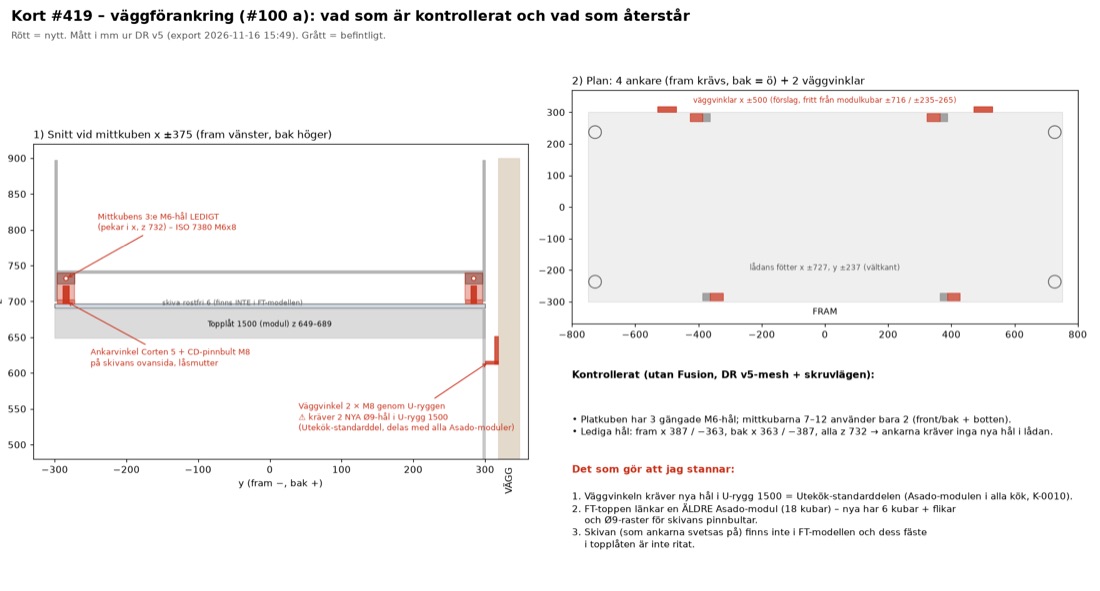 Kort #419 – väggförankring (#100 a): vad som är kontrollerat och vad som återstår
Rött = nytt. Mått i mm ur DR v5 (export 2026-11-16 15:49). Grått = befintligt.
1) Snitt vid mittkuben x ±375 (fram vänster, bak höger)
900
850
800
750
700
650
600
550
500
Mittkubens 3:e M6-hål LEDIGT
(pekar i x, z 732) – ISO 7380 M6x8
skiva rostfri 6 (finns INTE i FT-modellen)
Topplåt 1500 (modul) z 649–689
Ankarvinkel Corten 5 + CD-pinnbult M8
på skivans ovansida, låsmutter
Väggvinkel 2 × M8 genom U-ryggen
⚠ kräver 2 NYA Ø9-hål i U-rygg 1500
(Utekök-standarddel, delas med alla Asado-moduler)
−300 −200 −100 0 100 200 300
VÄGG
y (fram −, bak +)
2) Plan: 4 ankare (fram krävs, bak = ö) + 2 väggvinklar
väggvinklar x ±500 (förslag, fritt från modulkubar ±716 / ±235–265)
300
200
100
0
−100
−200
−300
lådans fötter x ±727, y ±237 (vältkant)
FRAM
−800 −600 −400 −200 0 200 400 600 800
Kontrollerat (utan Fusion, DR v5-mesh + skruvlägen):
• Platkuben har 3 gängade M6-hål; mittkubarna 7–12 använder bara 2 (front/bak + botten).
• Lediga hål: fram x 387 / −363, bak x 363 / −387, alla z 732 → ankarna kräver inga nya hål i lådan.
Det som gör att jag stannar:
1. Väggvinkeln kräver nya hål i U-rygg 1500 = Utekök-standarddelen (Asado-modulen i alla kök, K-0010).
2. FT-toppen länkar en ÄLDRE Asado-modul (18 kubar) – nya har 6 kubar + flikar
och Ø9-raster för skivans pinnbultar.
3. Skivan (som ankarna svetsas på) finns inte i FT-modellen och dess fäste
i topplåten är inte ritat.